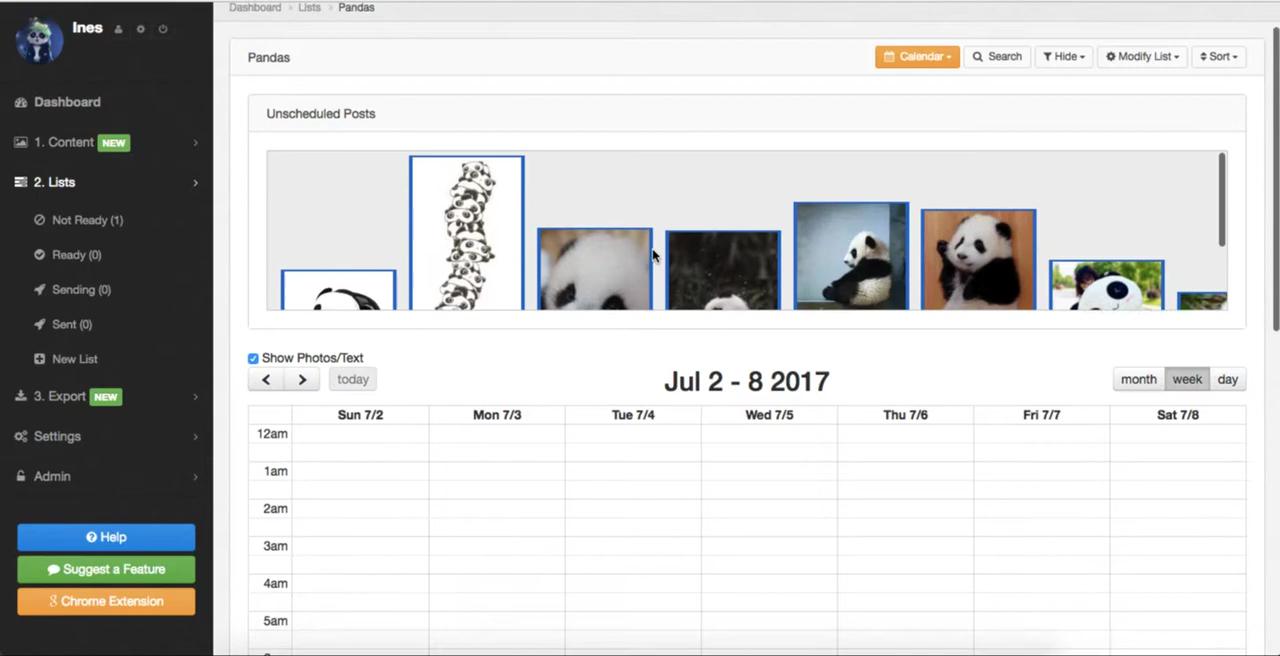 Ines
Dashboard
1. Content NEW
2. Lists
Not Ready (1)
Ready (0)
Sending (0)
Sent (0)
New List
3. Export NEW
Settings
Admin
Help
Suggest a Feature
Chrome Extension
Dashboard > Lists > Pandas
Pandas
Calendar
Search
Hide
Modify List
Sort
Unscheduled Posts
Show Photos/Text
today
Jul 2 - 8 2017
month week day
Sun 7/2 Mon 7/3 Tue 7/4 Wed 7/5 Thu 7/6 Fri 7/7 Sat 7/8
12am
1am
2am
3am
4am
5am